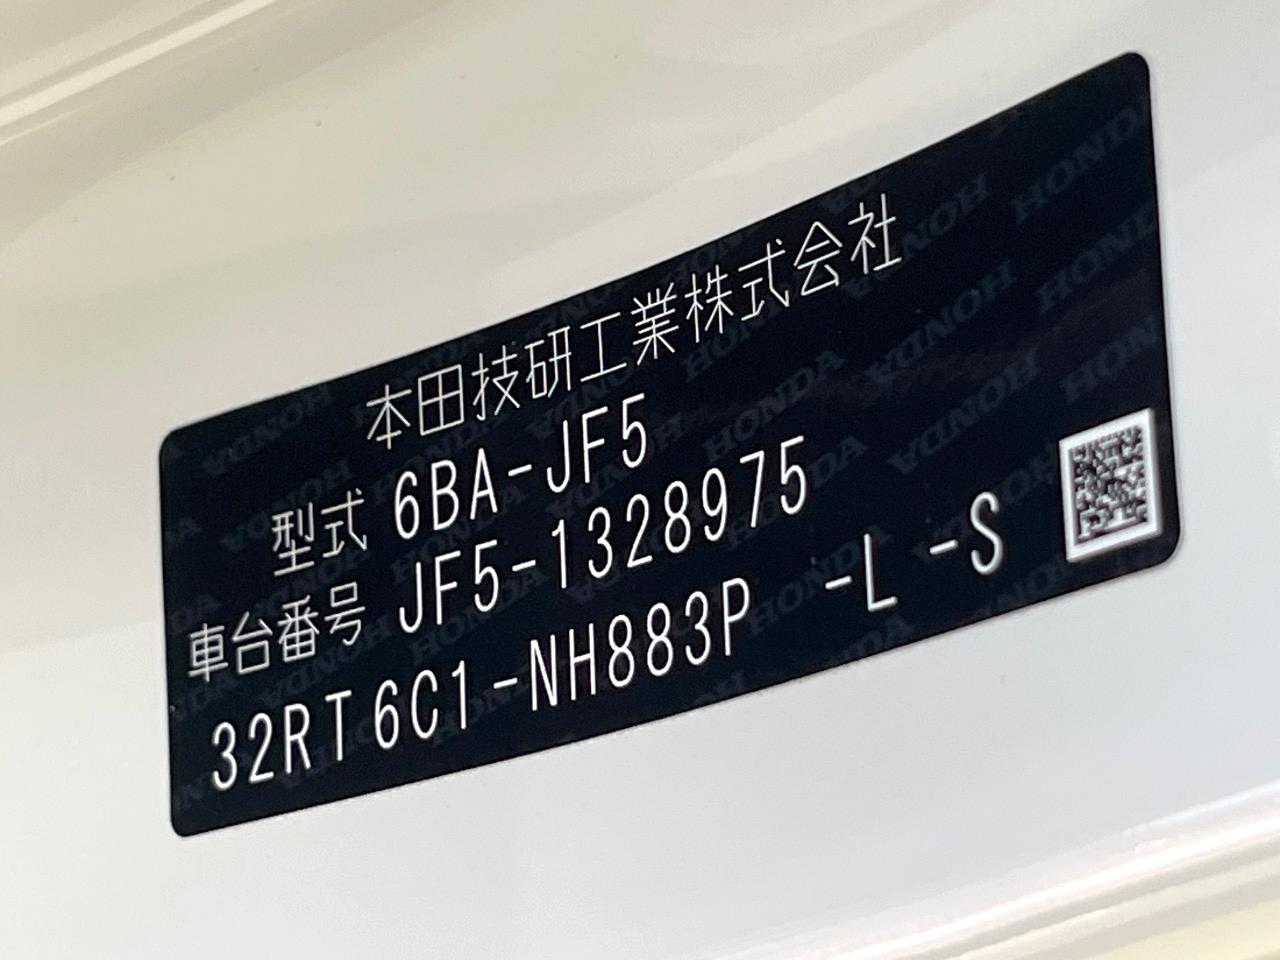 本田技研工業株式会社
型式 6BA-JF5
車台番号 JF5-1328975
32RT6C1-NH883P -L -S